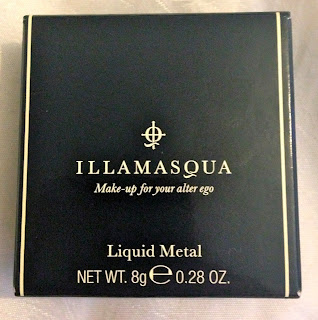 ILLAMASQUA
Make-up for your alter ego
Liquid Metal
NET WT. 8g ℮ 0.28 OZ.